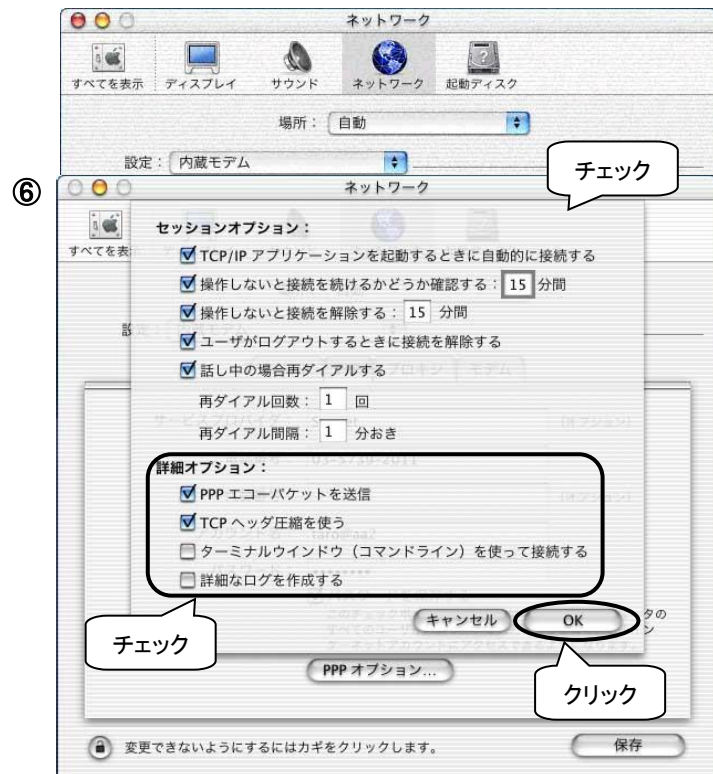 ネットワーク
すべてを表示 ディスプレイ サウンド ネットワーク 起動ディスク
場所： 自動
設定： 内蔵モデム
チェック
⑥
ネットワーク
すべてを表
セッションオプション：
TCP/IP アプリケーションを起動するときに自動的に接続する
操作しないと接続を続けるかどうか確認する： 15 分間
操作しないと接続を解除する： 15 分間
ユーザがログアウトするときに接続を解除する
話し中の場合再ダイアルする
再ダイアル回数： 1 回
再ダイアル間隔： 1 分おき
詳細オプション：
PPP エコーパケットを送信
TCP ヘッダ圧縮を使う
ターミナルウインドウ（コマンドライン）を使って接続する
詳細なログを作成する
チェック
キャンセル OK
PPP オプション...
クリック
変更できないようにするにはカギをクリックします。
保存